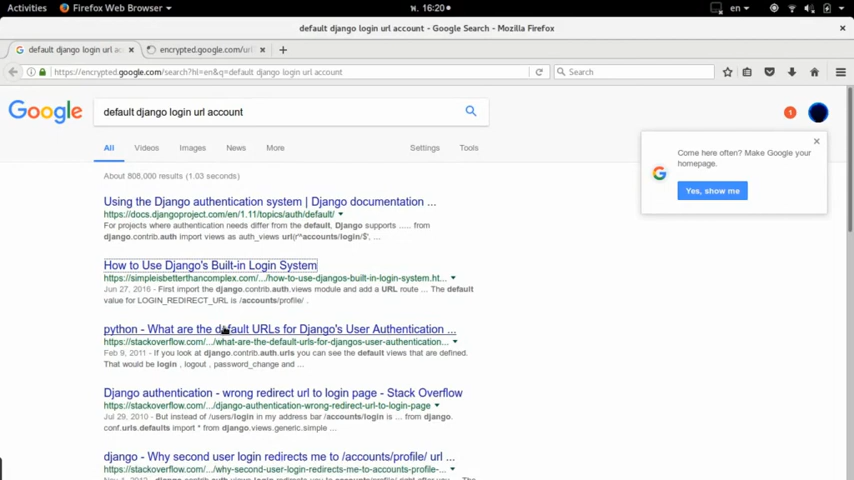 Activities Firefox Web Browser 16:20 en
default django login url account - Google Search - Mozilla Firefox
default django login url ac... encrypted.google.com/url
https://encrypted.google.com/search?hl=en&q=default django login url account Search
Google default django login url account 1
All Videos Images News More Settings Tools
Come here often? Make Google your
homepage.
Yes, show me
About 808,000 results (1.03 seconds)
Using the Django authentication system | Django documentation ...
https://docs.djangoproject.com/en/1.11/topics/auth/default/
For projects where authentication needs differ from the default, Django supports ..... from
django.contrib.auth import views as auth_views url(r'^accounts/login/$', ...
How to Use Django's Built-in Login System
https://simpleisbetterthancomplex.com/.../how-to-use-djangos-built-in-login-system.ht...
Jun 27, 2016 - First import the django.contrib.auth.views module and add a URL route ... The default
value for LOGIN_REDIRECT_URL is /accounts/profile/ .
python - What are the default URLs for Django's User Authentication ...
https://stackoverflow.com/.../what-are-the-default-urls-for-djangos-user-authentication...
Feb 9, 2011 - If you look at django.contrib.auth.urls you can see the default views that are defined.
That would be login , logout , password_change and ...
Django authentication - wrong redirect url to login page - Stack Overflow
https://stackoverflow.com/.../django-authentication-wrong-redirect-url-to-login-page
Jul 29, 2010 - But instead of /users/login in my address bar /accounts/login is ... from django.
conf.urls.defaults import * from django.views.generic.simple ...
django - Why second user login redirects me to /accounts/profile/ url ...
https://stackoverflow.com/.../why-second-user-login-redirects-me-to-accounts-profile-...